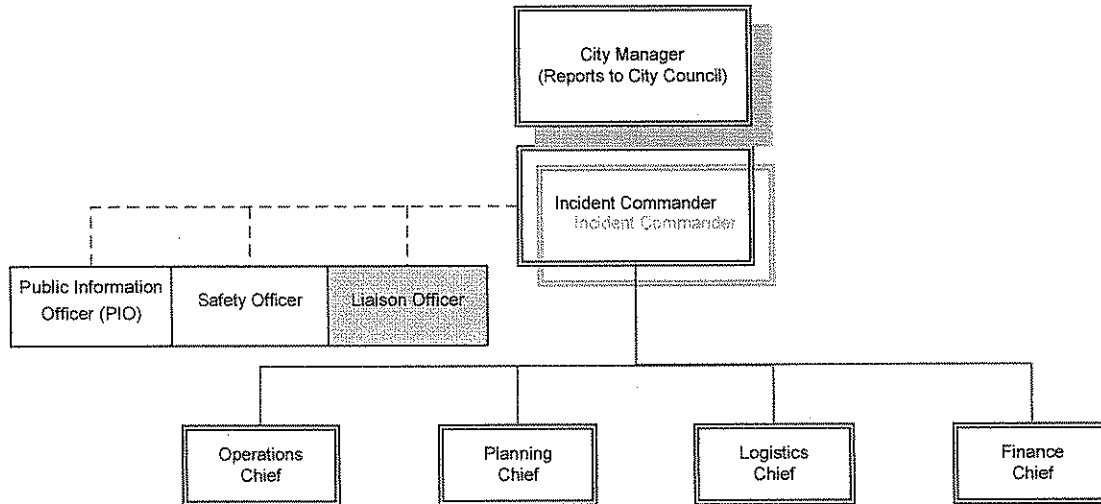 City Manager
(Reports to City Council)
Incident Commander
Incident Commander
Public Information
Officer (PIO)
Safety Officer
Liaison Officer
Operations
Chief
Planning
Chief
Logistics
Chief
Finance
Chief